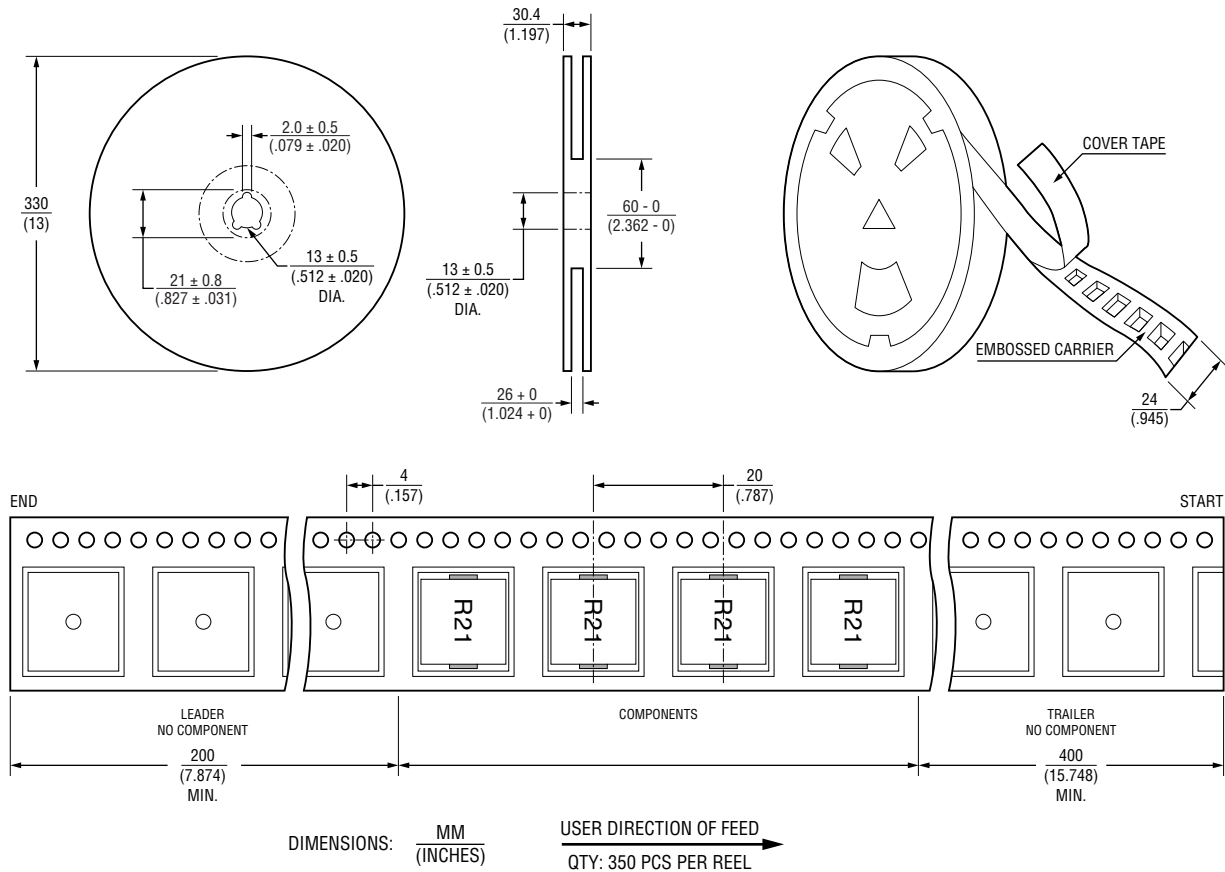 30.4
(1.197)
2.0 ± 0.5
(.079 ± .020)
COVER TAPE
330
(13)
60 - 0
(2.362 - 0)
13 ± 0.5
(.512 ± .020)
DIA.
13 ± 0.5
(.512 ± .020)
DIA.
21 ± 0.8
(.827 ± .031)
EMBOSSED CARRIER
26 + 0
(1.024 + 0)
24
(.945)
4
(.157)
20
(.787)
END
START
R21
R21
R21
R21
LEADER
NO COMPONENT
COMPONENTS
TRAILER
NO COMPONENT
200
(7.874)
MIN.
400
(15.748)
MIN.
DIMENSIONS:
MM
(INCHES)
USER DIRECTION OF FEED
QTY: 350 PCS PER REEL